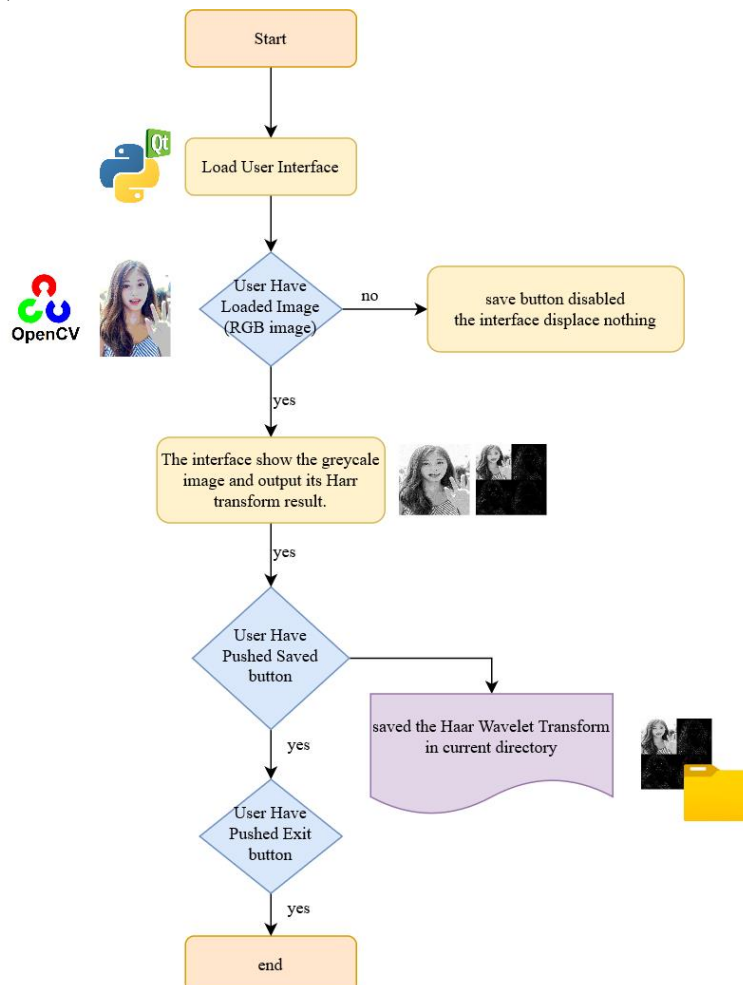 Start
Qt
Load User Interface
User Have
Loaded Image
(RGB image)
no
save button disabled
the interface displace nothing
OpenCV
yes
The interface show the greycale
image and output its Harr
transform result.
yes
User Have
Pushed Saved
button
saved the Haar Wavelet Transform
in current directory
yes
User Have
Pushed Exit
button
yes
end